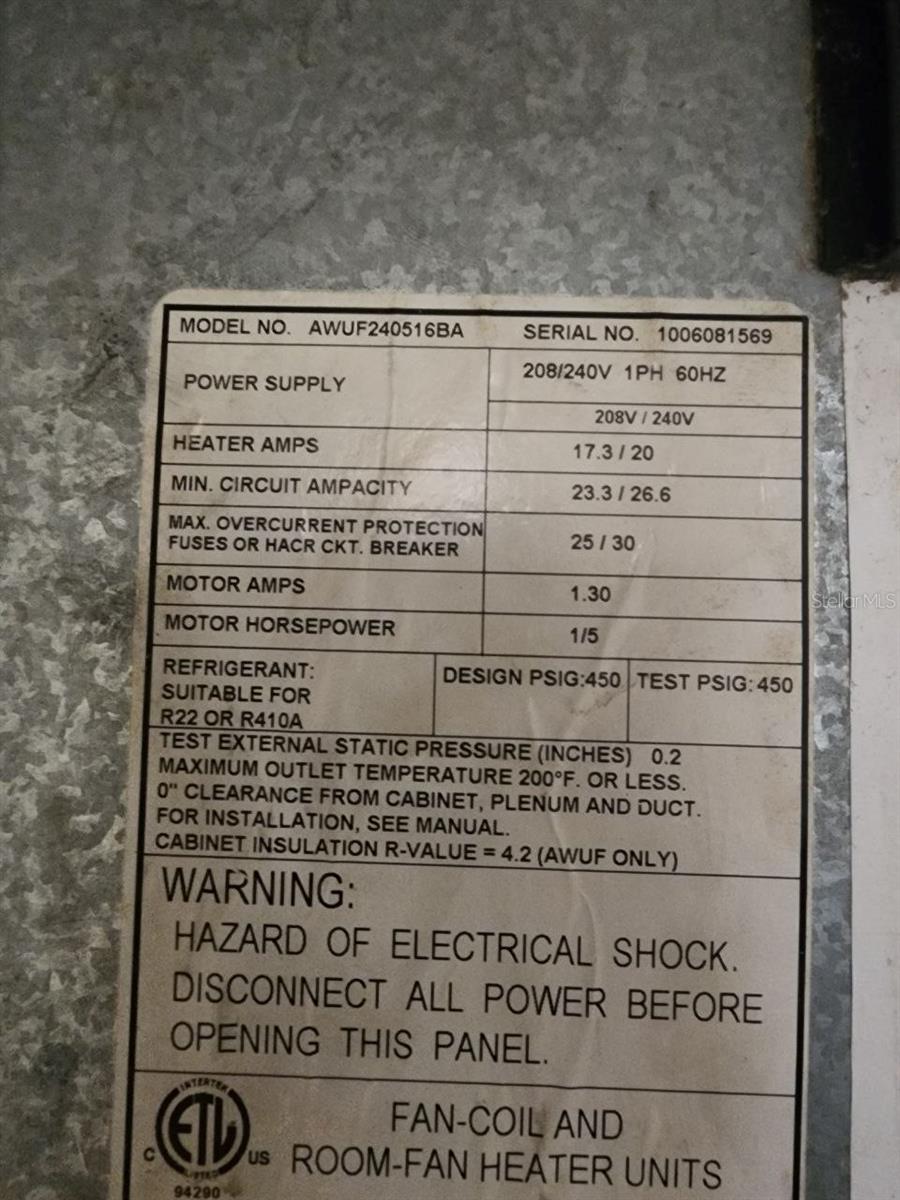 MODEL NO. AWUF240516BA SERIAL NO. 1006081569
POWER SUPPLY 208/240V 1PH 60HZ
208V / 240V
HEATER AMPS 17.3 / 20
MIN. CIRCUIT AMPACITY 23.3 / 26.6
MAX. OVERCURRENT PROTECTION
FUSES OR HACR CKT. BREAKER 25 / 30
MOTOR AMPS 1.30
MOTOR HORSEPOWER 1/5
REFRIGERANT: DESIGN PSIG:450 TEST PSIG: 450
SUITABLE FOR
R22 OR R410A
TEST EXTERNAL STATIC PRESSURE (INCHES) 0.2
MAXIMUM OUTLET TEMPERATURE 200°F. OR LESS.
0" CLEARANCE FROM CABINET, PLENUM AND DUCT.
FOR INSTALLATION, SEE MANUAL.
CABINET INSULATION R-VALUE = 4.2 (AWUF ONLY)
WARNING:
HAZARD OF ELECTRICAL SHOCK.
DISCONNECT ALL POWER BEFORE
OPENING THIS PANEL.
INTERTEK
C ETL US
LISTED
94290
FAN-COIL AND
ROOM-FAN HEATER UNITS
StellarMLS